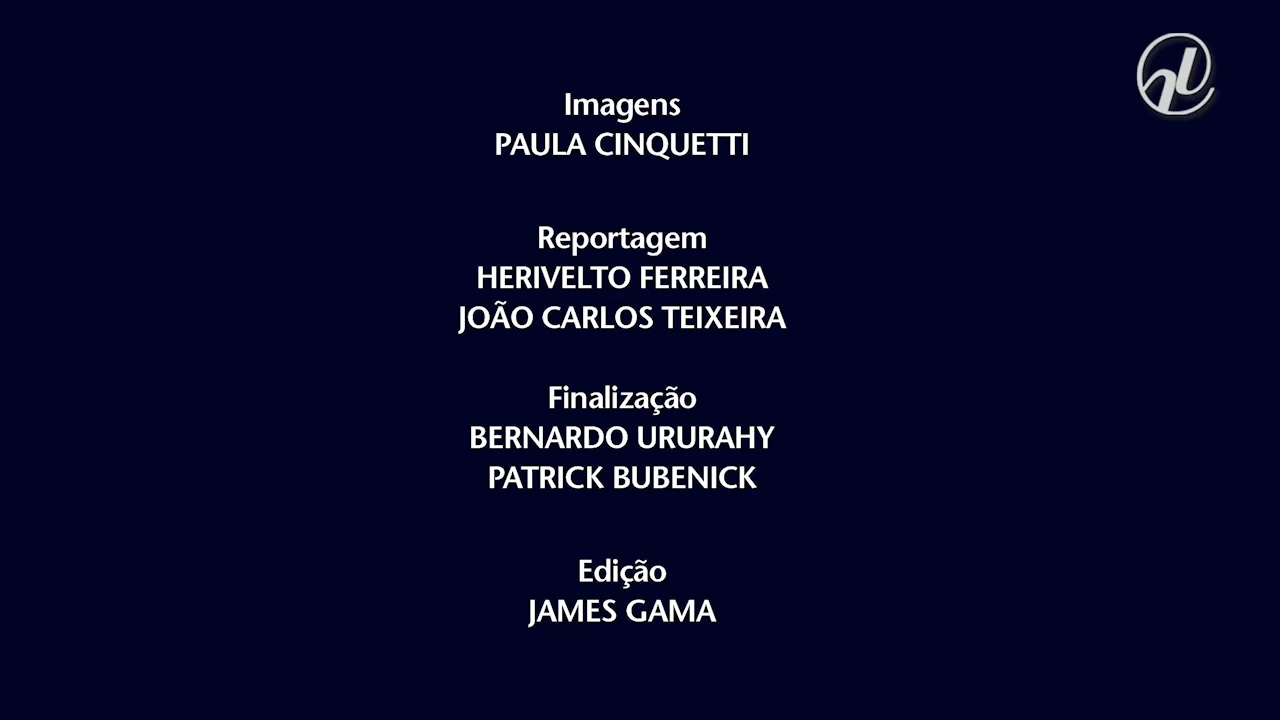 Imagens
PAULA CINQUETTI
Reportagem
HERIVELTO FERREIRA
JOÃO CARLOS TEIXEIRA
Finalização
BERNARDO URURAHY
PATRICK BUBENICK
Edição
JAMES GAMA